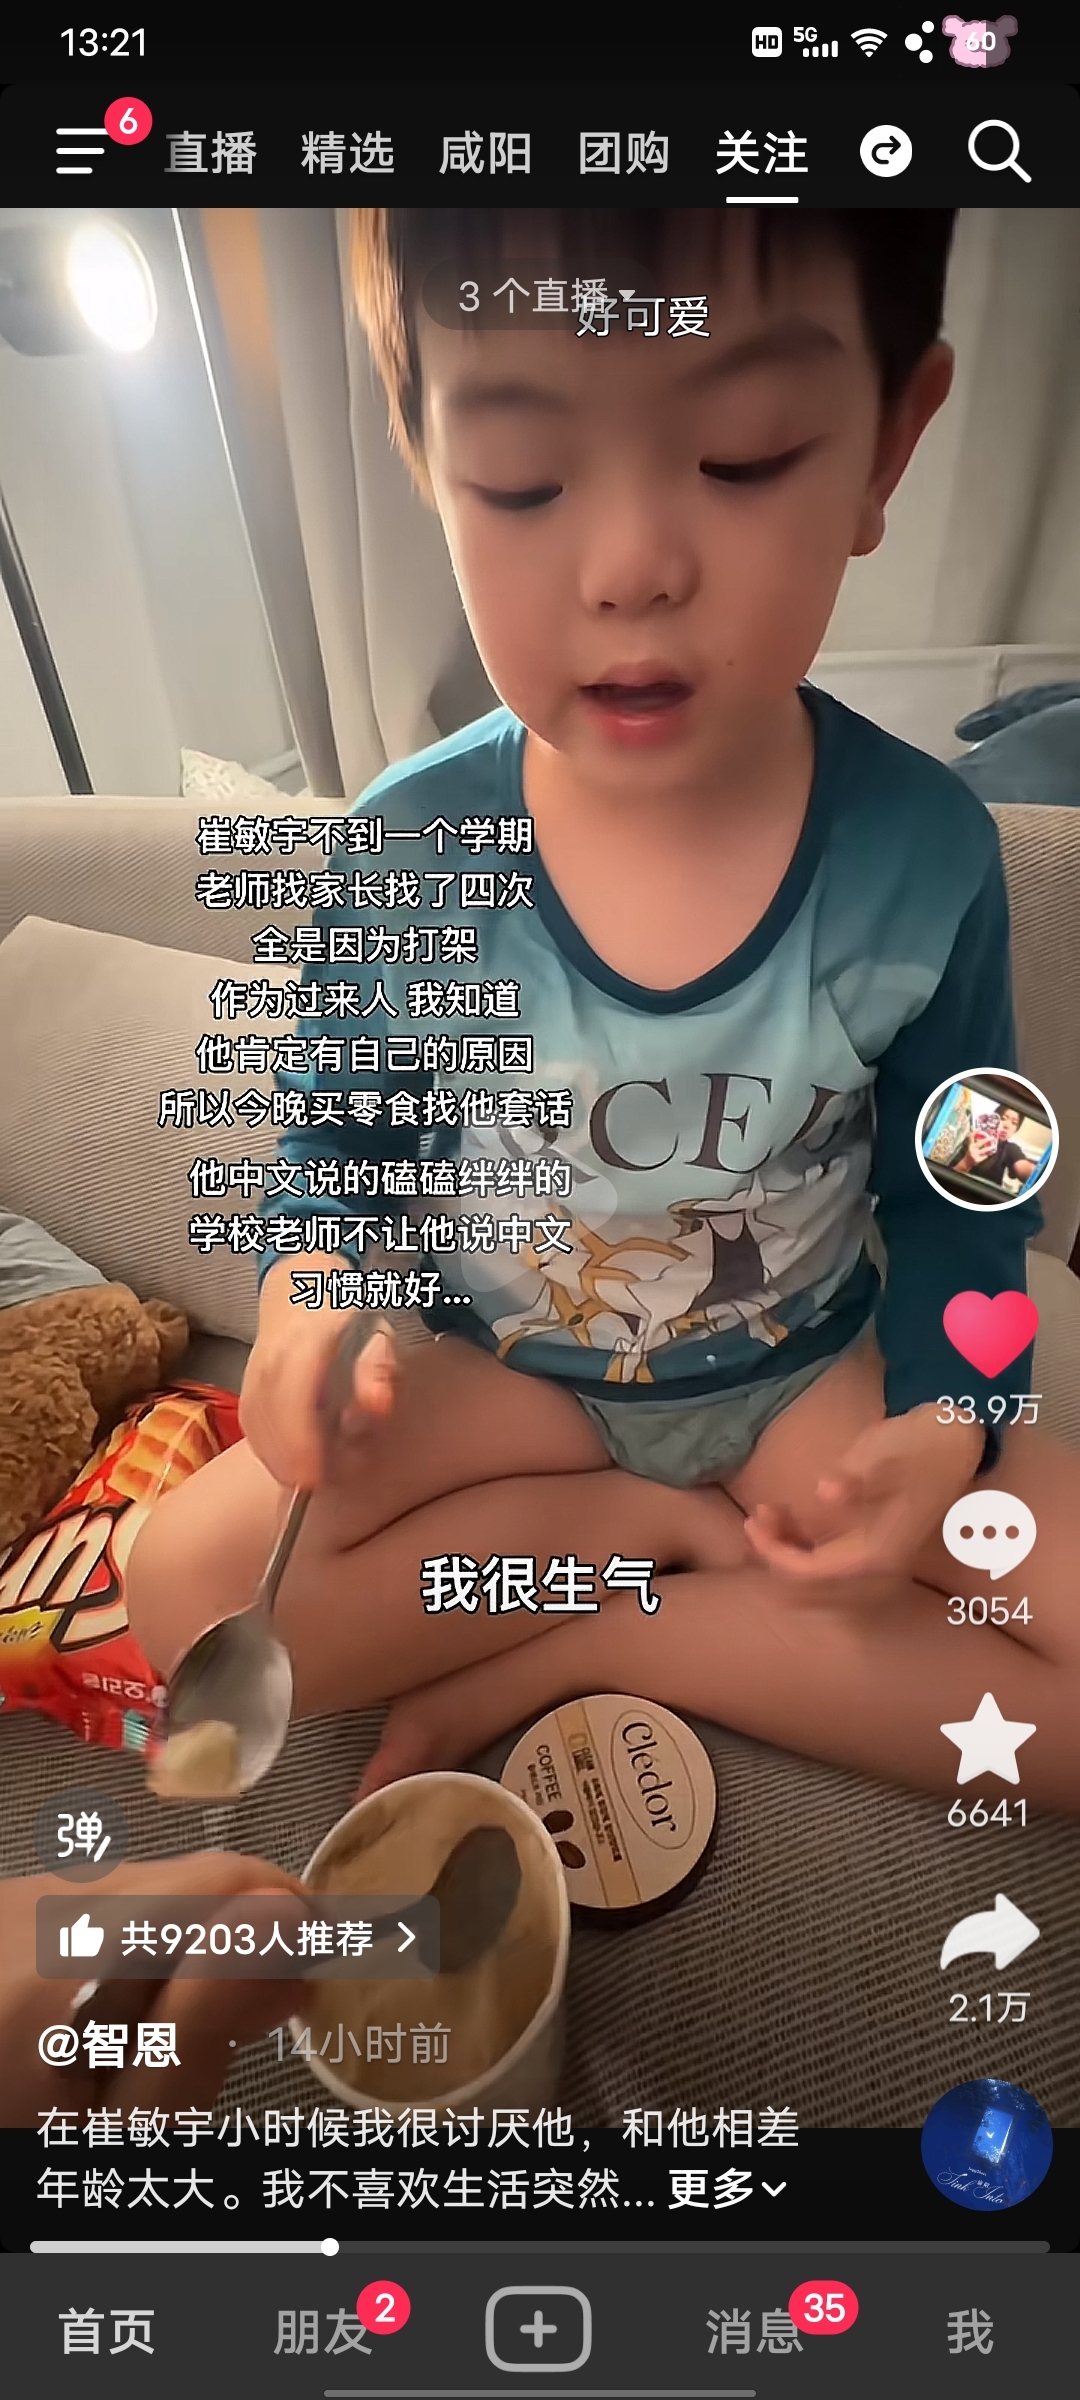 13:21
HD 5G 60
6
直播 精选 咸阳 团购 关注
3 个直播
好可爱
崔敏宇不到一个学期
老师找家长找了四次
全是因为打架
作为过来人 我知道
他肯定有自己的原因
所以今晚买零食找他套话
他中文说的磕磕绊绊的
学校老师不让他说中文
习惯就好...
33.9万
我很生气
3054
Clédor
COFFEE
6641
弹
共9203人推荐
2.1万
@智恩 · 14小时前
在崔敏宇小时候我很讨厌他，和他相差
年龄太大。我不喜欢生活突然... 更多
首页 朋友 2 消息 35 我